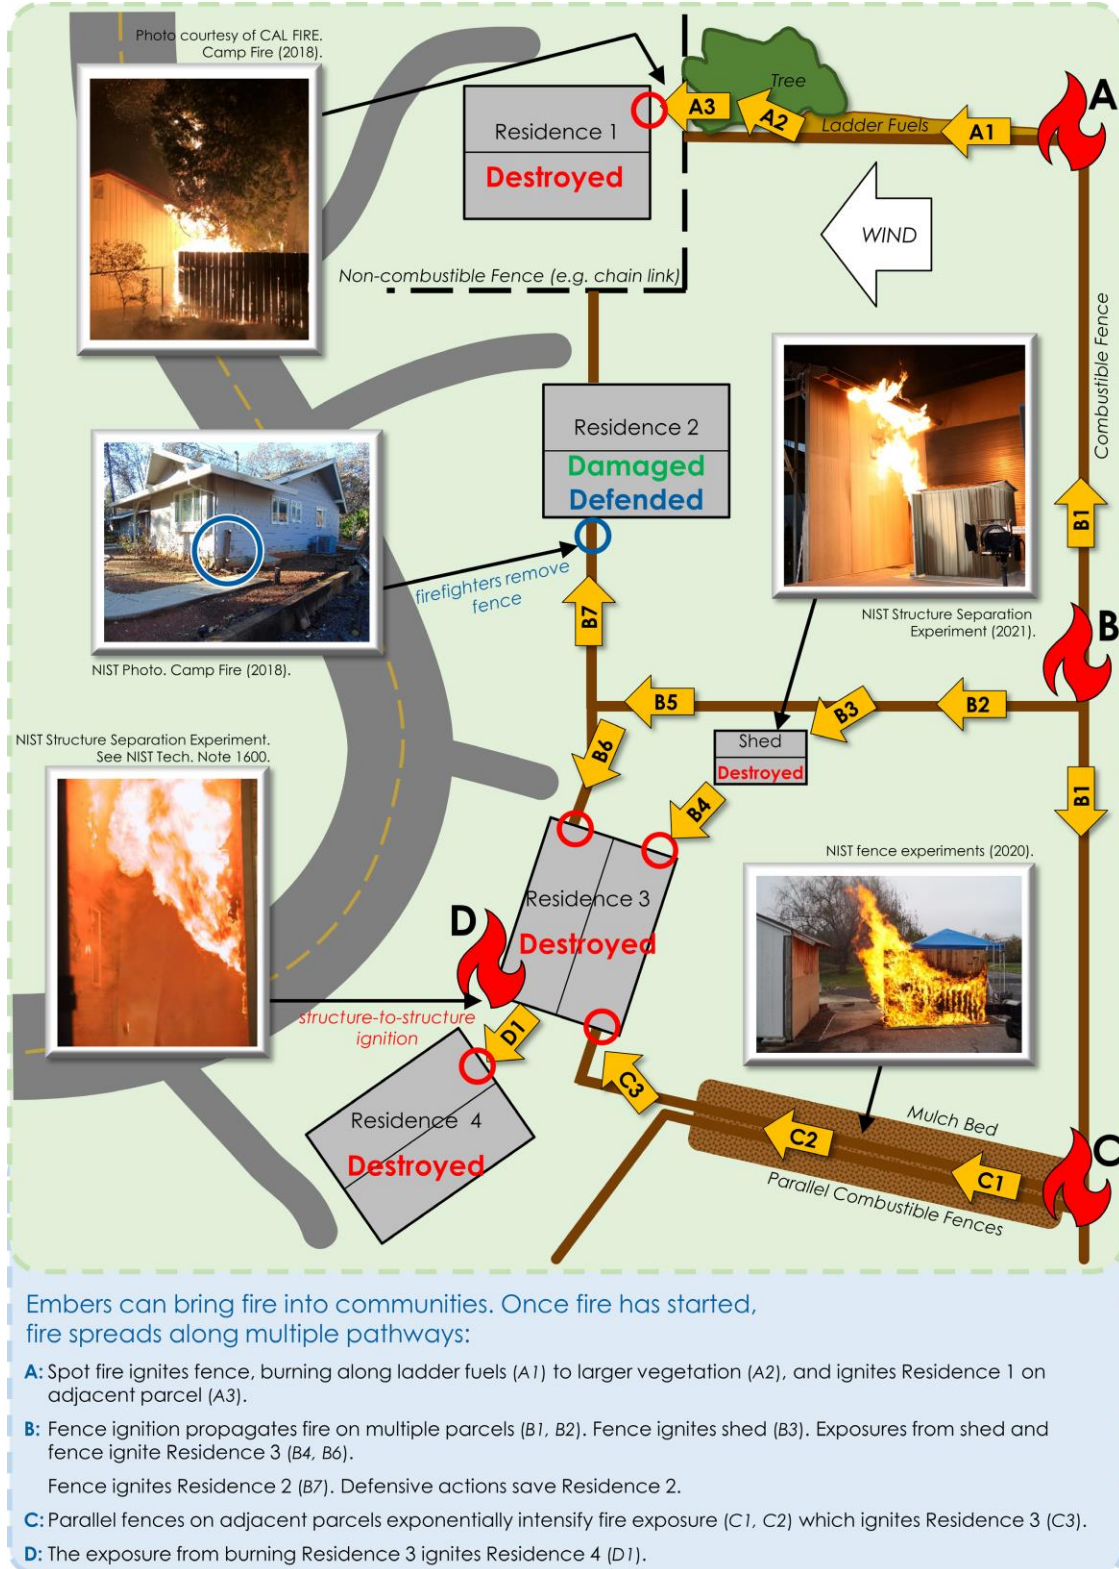 Photo courtesy of CAL FIRE.
Camp Fire (2018).
Tree
A
A3
A2
Ladder Fuels
A1
Residence 1
Destroyed
WIND
Non-combustible Fence (e.g. chain link)
Combustible Fence
Residence 2
Damaged
Defended
B1
firefighters remove
fence
B7
NIST Structure Separation
Experiment (2021).
B
NIST Photo. Camp Fire (2018).
B5
B3
B2
NIST Structure Separation Experiment.
See NIST Tech. Note 1600.
B6
Shed
Destroyed
B4
B1
NIST fence experiments (2020).
Residence 3
D
Destroyed
structure-to-structure
ignition
D1
C3
Mulch Bed
Residence 4
C2
C
Destroyed
C1
Parallel Combustible Fences
Embers can bring fire into communities. Once fire has started,
fire spreads along multiple pathways:
A: Spot fire ignites fence, burning along ladder fuels (A1) to larger vegetation (A2), and ignites Residence 1 on
adjacent parcel (A3).
B: Fence ignition propagates fire on multiple parcels (B1, B2). Fence ignites shed (B3). Exposures from shed and
fence ignite Residence 3 (B4, B6).
Fence ignites Residence 2 (B7). Defensive actions save Residence 2.
C: Parallel fences on adjacent parcels exponentially intensify fire exposure (C1, C2) which ignites Residence 3 (C3).
D: The exposure from burning Residence 3 ignites Residence 4 (D1).